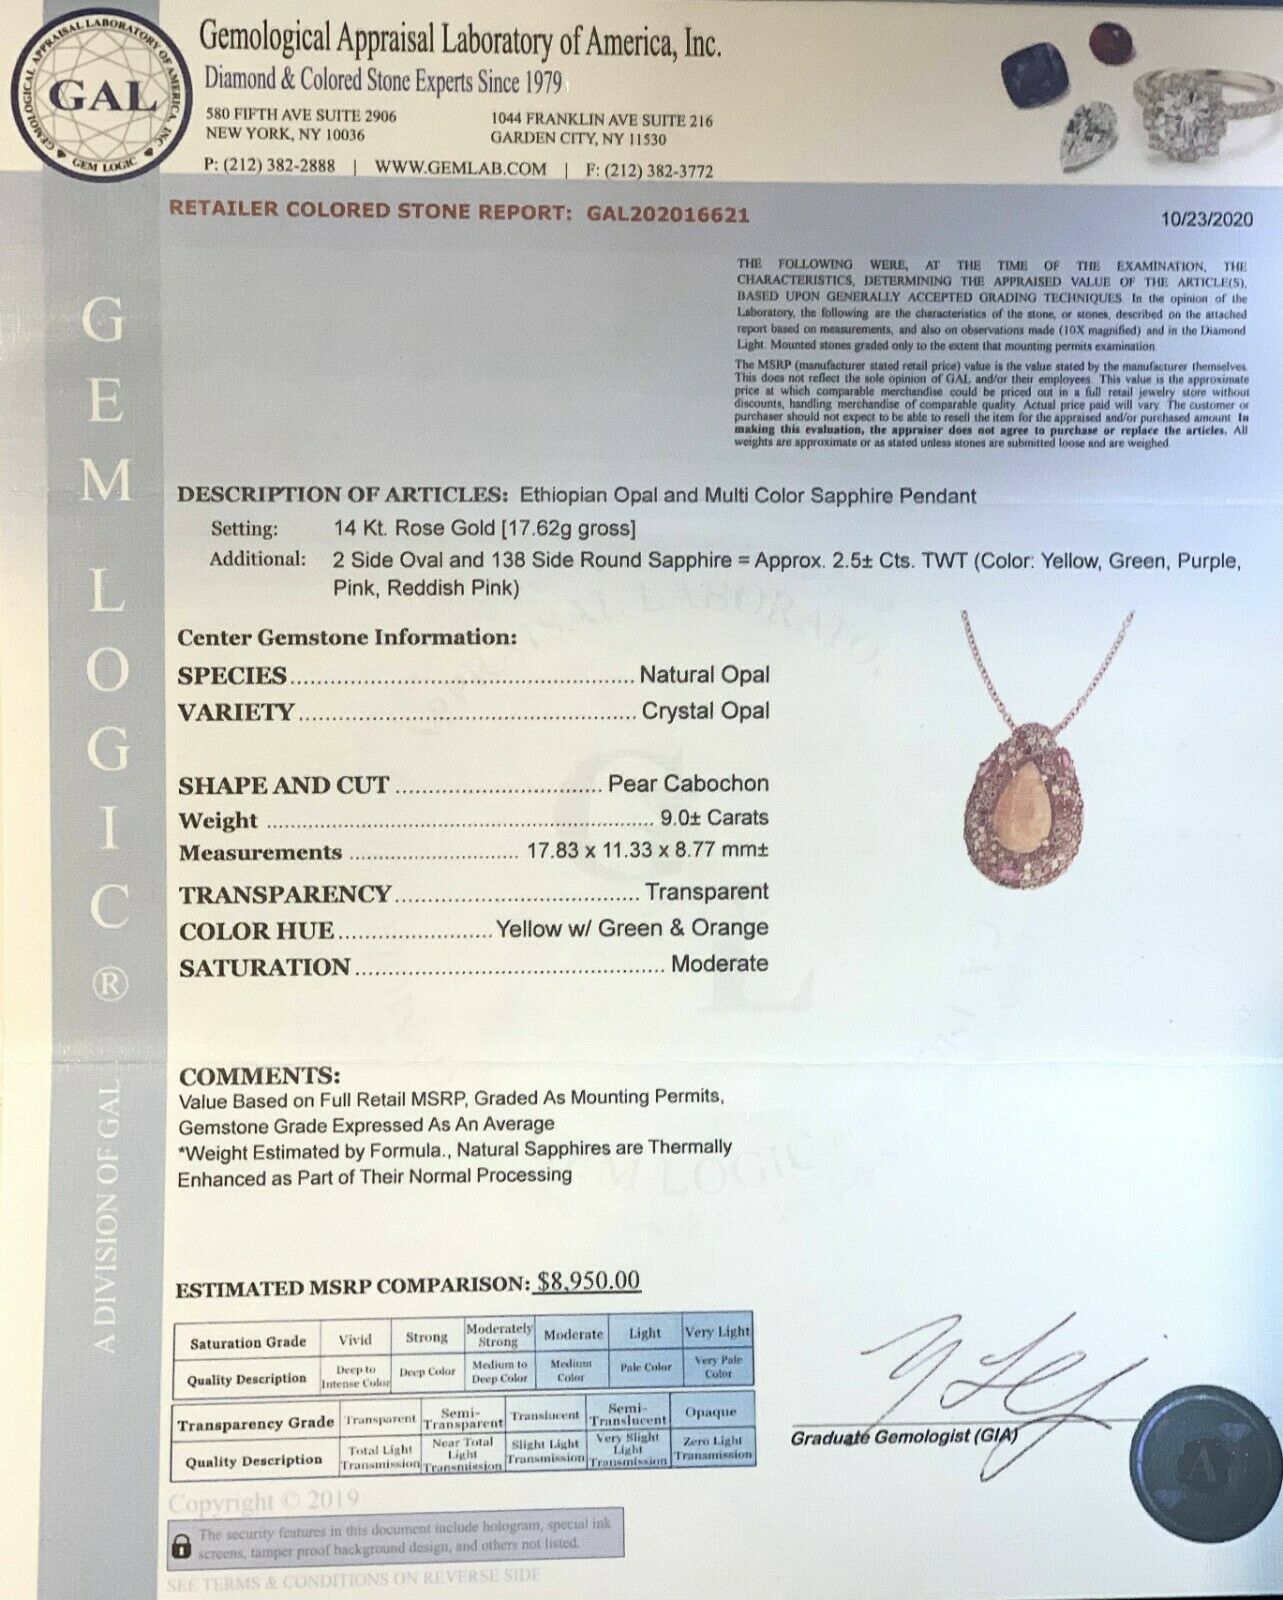 GEMOLOGICAL APPRAISAL LABORATORY OF AMERICA, INC
GAL
GEM LOGIC
Gemological Appraisal Laboratory of America, Inc.
Diamond & Colored Stone Experts Since 1979
580 FIFTH AVE SUITE 2906 1044 FRANKLIN AVE SUITE 216
NEW YORK, NY 10036 GARDEN CITY, NY 11530
P: (212) 382-2888 | WWW.GEMLAB.COM | F: (212) 382-3772
RETAILER COLORED STONE REPORT: GAL202016621
10/23/2020
THE FOLLOWING WERE, AT THE TIME OF THE EXAMINATION, THE
CHARACTERISTICS, DETERMINING THE APPRAISED VALUE OF THE ARTICLE(S),
BASED UPON GENERALLY ACCEPTED GRADING TECHNIQUES. In the opinion of the
Laboratory, the following are the characteristics of the stone, or stones, described on the attached
report based on measurements, and also on observations made (10X magnified) and in the Diamond
Light. Mounted stones graded only to the extent that mounting permits examination.
The MSRP (manufacturer stated retail price) value is the value stated by the manufacturer themselves.
This does not reflect the sole opinion of GAL and/or their employees. This value is the approximate
price at which comparable merchandise could be priced out in a full retail jewelry store without
discounts, handling merchandise of comparable quality. Actual price paid will vary. The customer or
purchaser should not expect to be able to resell the item for the appraised and/or purchased amount. In
making this evaluation, the appraiser does not agree to purchase or replace the articles. All
weights are approximate or as stated unless stones are submitted loose and are weighed.
GEM LOGIC ®
A DIVISION OF GAL
DESCRIPTION OF ARTICLES: Ethiopian Opal and Multi Color Sapphire Pendant
Setting: 14 Kt. Rose Gold [17.62g gross]
Additional: 2 Side Oval and 138 Side Round Sapphire = Approx. 2.5± Cts. TWT (Color: Yellow, Green, Purple,
Pink, Reddish Pink)
Center Gemstone Information:
SPECIES.................................................. Natural Opal
VARIETY................................................. Crystal Opal
SHAPE AND CUT............................... Pear Cabochon
Weight ......................................................... 9.0± Carats
Measurements ............................ 17.83 x 11.33 x 8.77 mm±
TRANSPARENCY.................................... Transparent
COLOR HUE....................... Yellow w/ Green & Orange
SATURATION............................................. Moderate
COMMENTS:
Value Based on Full Retail MSRP, Graded As Mounting Permits,
Gemstone Grade Expressed As An Average
*Weight Estimated by Formula., Natural Sapphires are Thermally
Enhanced as Part of Their Normal Processing
ESTIMATED MSRP COMPARISON: $8,950.00
Saturation Grade Vivid Strong Moderately Strong Moderate Light Very Light
Quality Description Deep to Intense Color Deep Color Medium to Deep Color Medium Color Pale Color Very Pale Color
Transparency Grade Transparent Semi-Transparent Translucent Semi-Translucent Opaque
Quality Description Total Light Transmission Near Total Light Transmission Slight Light Transmission Very Slight Light Transmission Zero Light Transmission
Graduate Gemologist (GIA)
Copyright © 2019
The security features in this document include hologram, special ink
screens, tamper proof background design, and others not listed.
SEE TERMS & CONDITIONS ON REVERSE SIDE